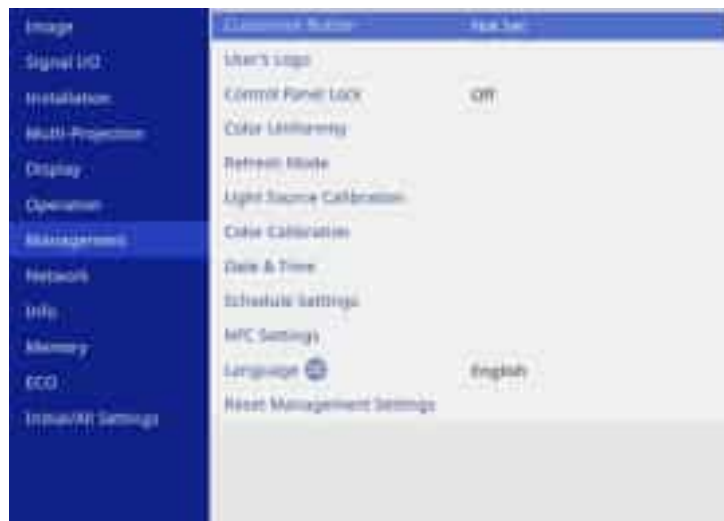 Image
Signal I/O
Installation
Multi-Projection
Display
Operation
Management
Network
Info
Memory
ECO
Initial/All Settings
Customize Button
Not Set
User's Logo
Control Panel Lock Off
Color Uniformity
Refresh Mode
Light Source Calibration
Color Calibration
Date & Time
Schedule Settings
NFC Settings
Language English
Reset Management Settings